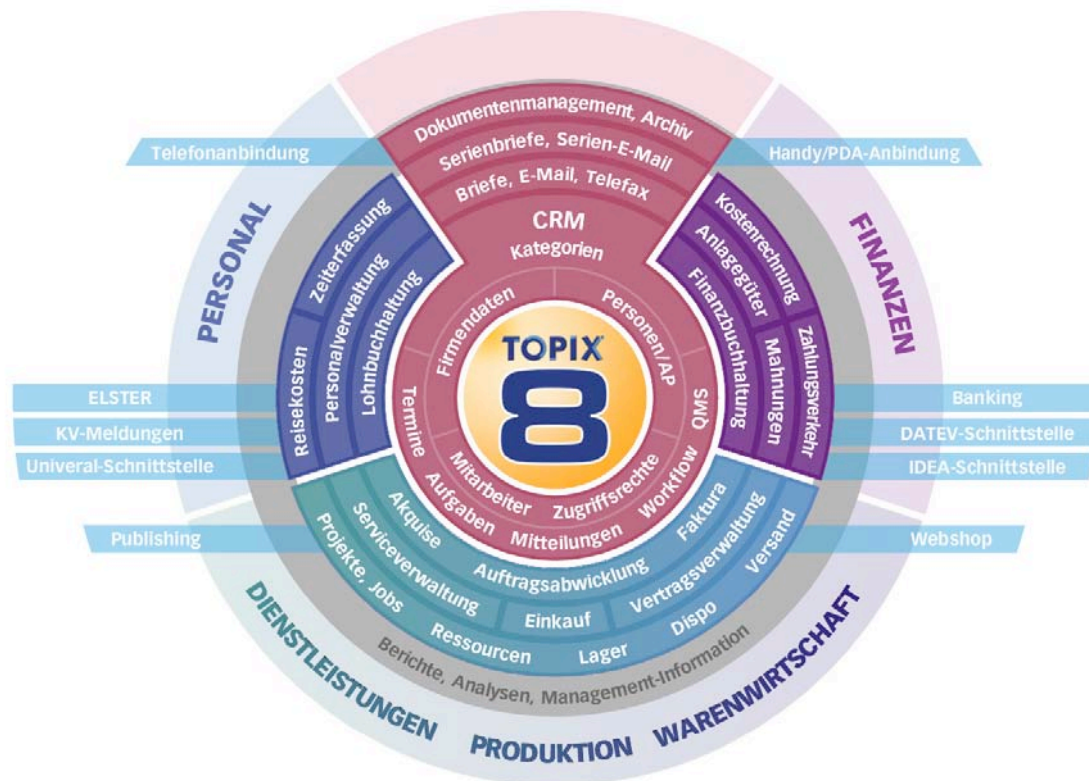 Dokumentenmanagement, Archiv
Serienbriefe, Serien-E-Mail
Briefe, E-Mail, Telefax
CRM
Kategorien
Telefonanbindung
Handy/PDA-Anbindung
PERSONAL
Zeiterfassung
Reisekosten
Personalverwaltung
Lohnbuchhaltung
FINANZEN
Kostenrechnung
Zahlungsverkehr
Anlagegüter
Mahnungen
Finanzbuchhaltung
Firmendaten
Personen/AP
TOPIX
8
Termine
QMS
Mitarbeiter
Zugriffsrechte
Aufgaben
Mitteilungen
Workflow
ELSTER
KV-Meldungen
Univeral-Schnittstelle
Banking
DATEV-Schnittstelle
IDEA-Schnittstelle
Publishing
Webshop
Akquise
Auftragsabwicklung
Faktura
Serviceverwaltung
Einkauf
Vertragsverwaltung
Projekte, Jobs
Ressourcen
Lager
Dispo
Versand
Berichte, Analysen, Management-Information
DIENSTLEISTUNGEN
PRODUKTION
WARENWIRTSCHAFT